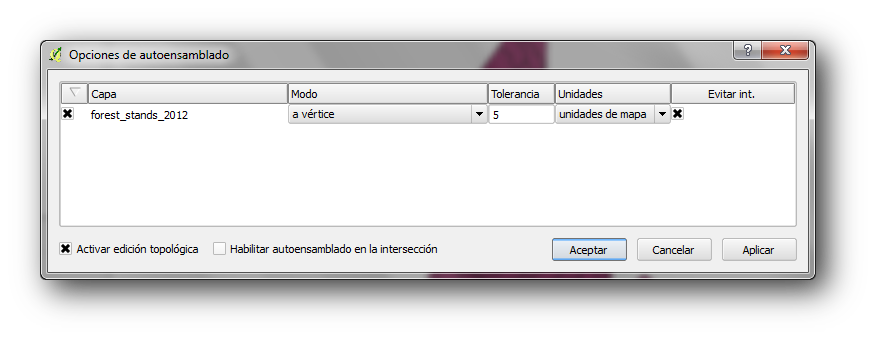 Opciones de autoensamblado
?
Capa Modo Tolerancia Unidades Evitar int.
forest_stands_2012 a vértice 5 unidades de mapa
Activar edición topológica Habilitar autoensamblado en la intersección Aceptar Cancelar Aplicar